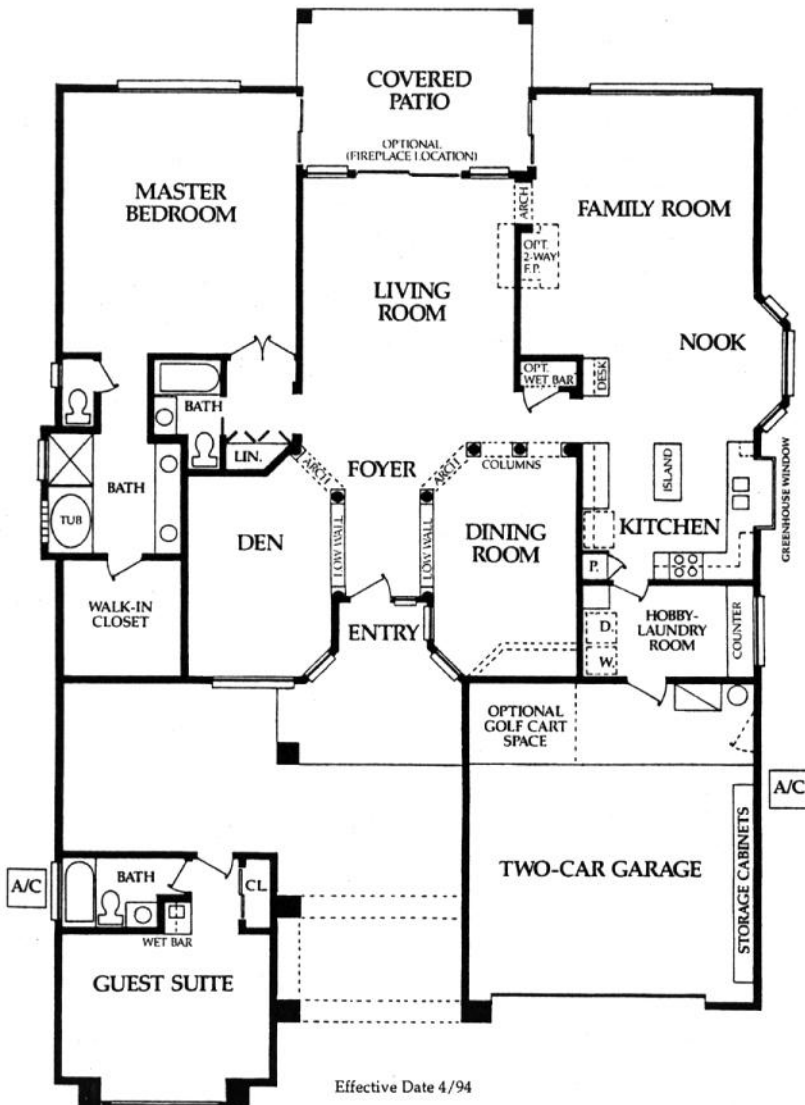 COVERED
PATIO
OPTIONAL
(FIREPLACE LOCATION)
MASTER
BEDROOM
ARCH
FAMILY ROOM
OPT.
2-WAY
F.P.
LIVING
ROOM
NOOK
OPT.
WET BAR
DESK
BATH
LIN.
ARCH
FOYER
ARCH
COLUMNS
ISLAND
GREENHOUSE WINDOW
BATH
TUB
DEN
LOW WALL
LOW WALL
DINING
ROOM
KITCHEN
P.
WALK-IN
CLOSET
ENTRY
D.
W.
HOBBY-
LAUNDRY
ROOM
COUNTER
OPTIONAL
GOLF CART
SPACE
A/C
STORAGE CABINETS
TWO-CAR GARAGE
A/C
BATH
CL.
WET BAR
GUEST SUITE
Effective Date 4/94